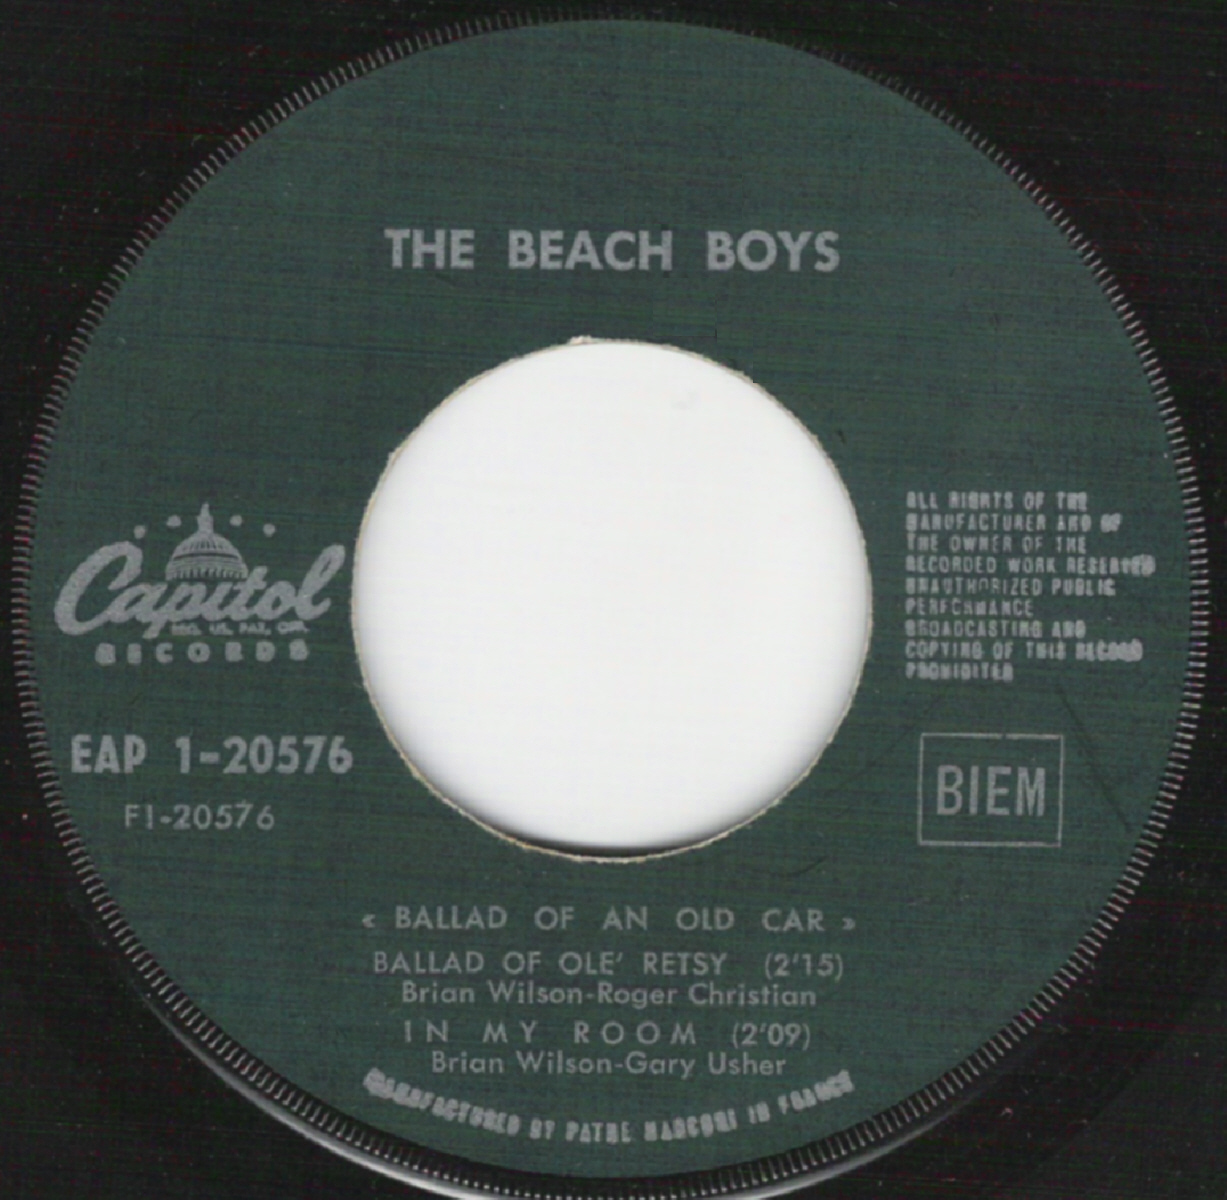 THE BEACH BOYS
Capitol
REG. U.S. PAT. OFF.
RECORDS
ALL RIGHTS OF THE
MANUFACTURER AND OF
THE OWNER OF THE
RECORDED WORK RESERVED
UNAUTHORIZED PUBLIC
PERFORMANCE
BROADCASTING AND
COPYING OF THIS RECORD
PROHIBITED
EAP 1-20576
F1-20576
BIEM
« BALLAD OF AN OLD CAR »
BALLAD OF OLE' RETSY (2'15)
Brian Wilson-Roger Christian
IN MY ROOM (2'09)
Brian Wilson-Gary Usher
MANUFACTURED BY PATHE MARCONI IN FRANCE